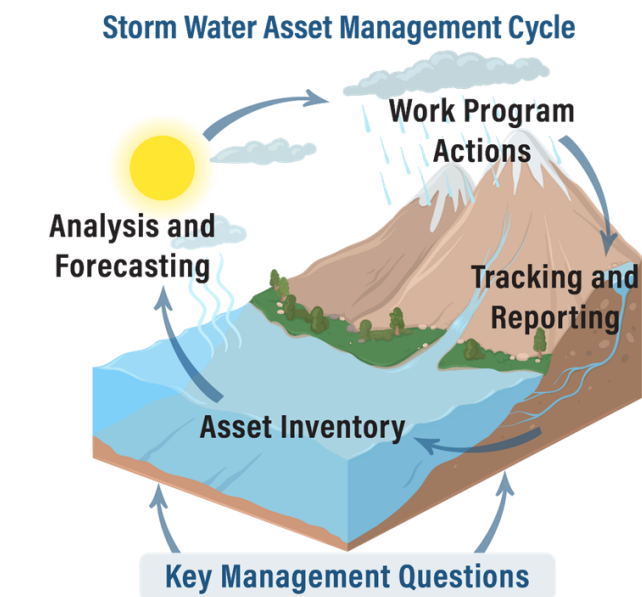 Storm Water Asset Management Cycle
Work Program
Actions
Analysis and
Forecasting
Tracking and
Reporting
Asset Inventory
Key Management Questions